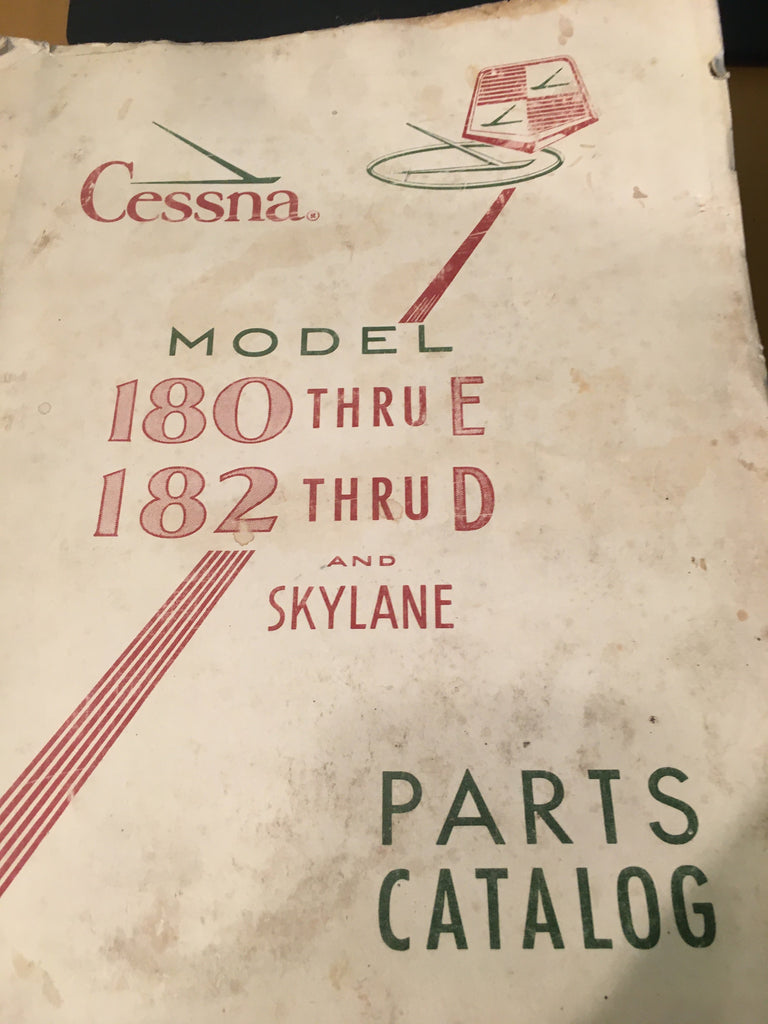 Cessna®
MODEL
180 THRU E
182 THRU D
AND
SKYLANE
PARTS
CATALOG